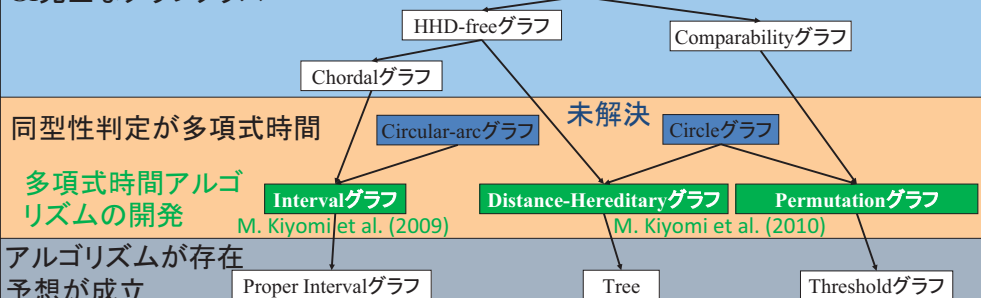 HHD-freeグラフ
Comparabilityグラフ
Chordalグラフ
同型性判定が多項式時間
Circular-arcグラフ
未解決
Circleグラフ
多項式時間アルゴ
リズムの開発
Intervalグラフ
Distance-Hereditaryグラフ
Permutationグラフ
M. Kiyomi et al. (2009)
M. Kiyomi et al. (2010)
アルゴリズムが存在
予想が成立
Proper Intervalグラフ
Tree
Thresholdグラフ